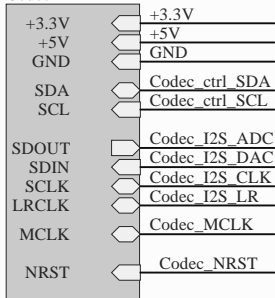 +3.3V +3.3V
+5V +5V
GND GND
SDA Codec_ctrl_SDA
SCL Codec_ctrl_SCL
SDOUT Codec_I2S_ADC
SDIN Codec_I2S_DAC
SCLK Codec_I2S_CLK
LRCLK Codec_I2S_LR
MCLK Codec_MCLK
NRST Codec_NRST